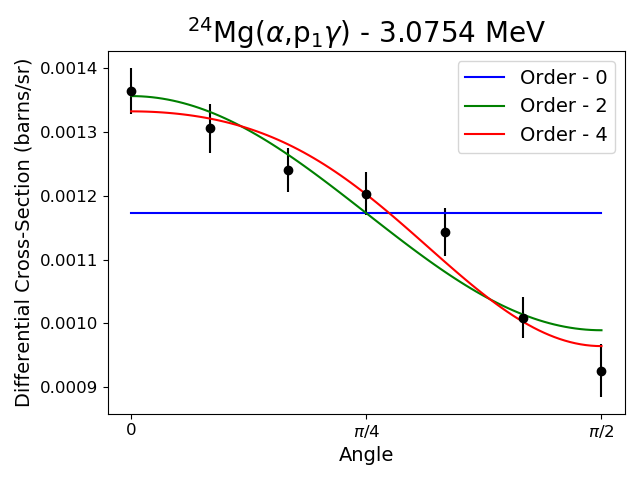 ²⁴Mg(α,p₁γ) - 3.0754 MeV
Order - 0
Order - 2
Order - 4
Differential Cross-Section (barns/sr)
0.0014
0.0013
0.0012
0.0011
0.0010
0.0009
0 π/4 π/2
Angle